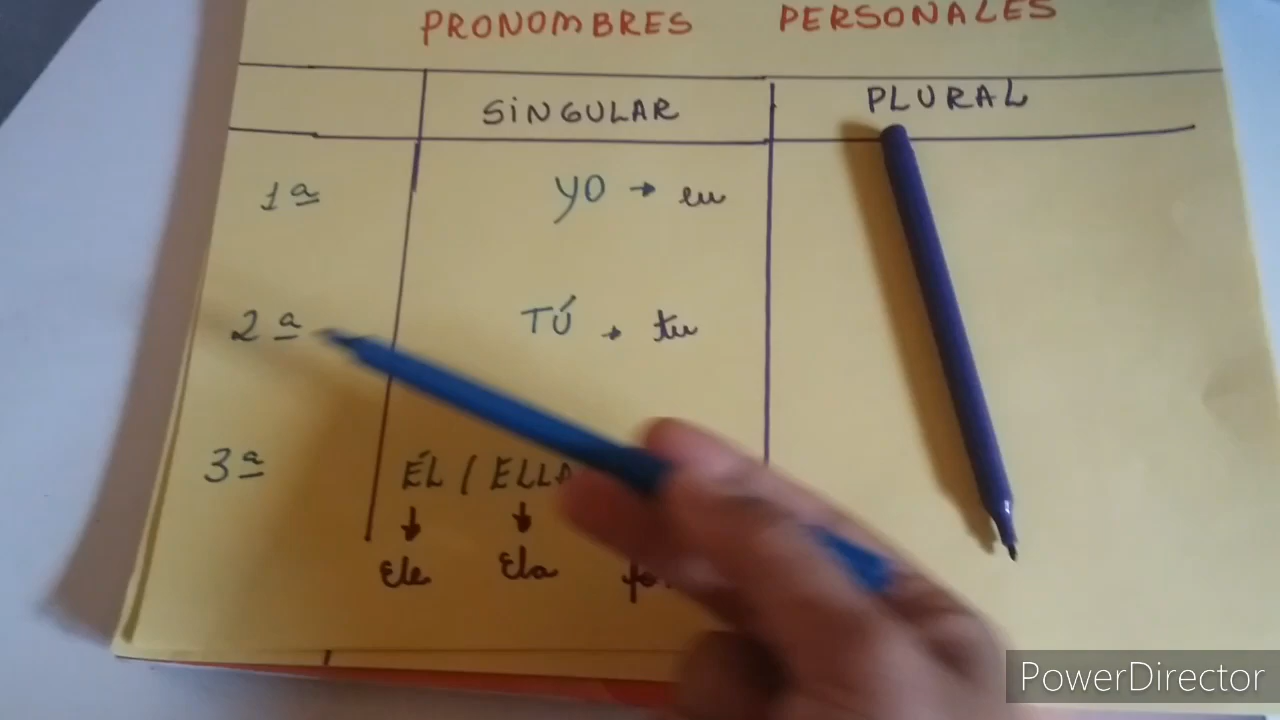 PRONOMBRES PERSONALES
SINGULAR PLURAL
1ª YO → eu
2ª TÚ → tu
3ª ÉL / ELLA
Ele Ela
PowerDirector